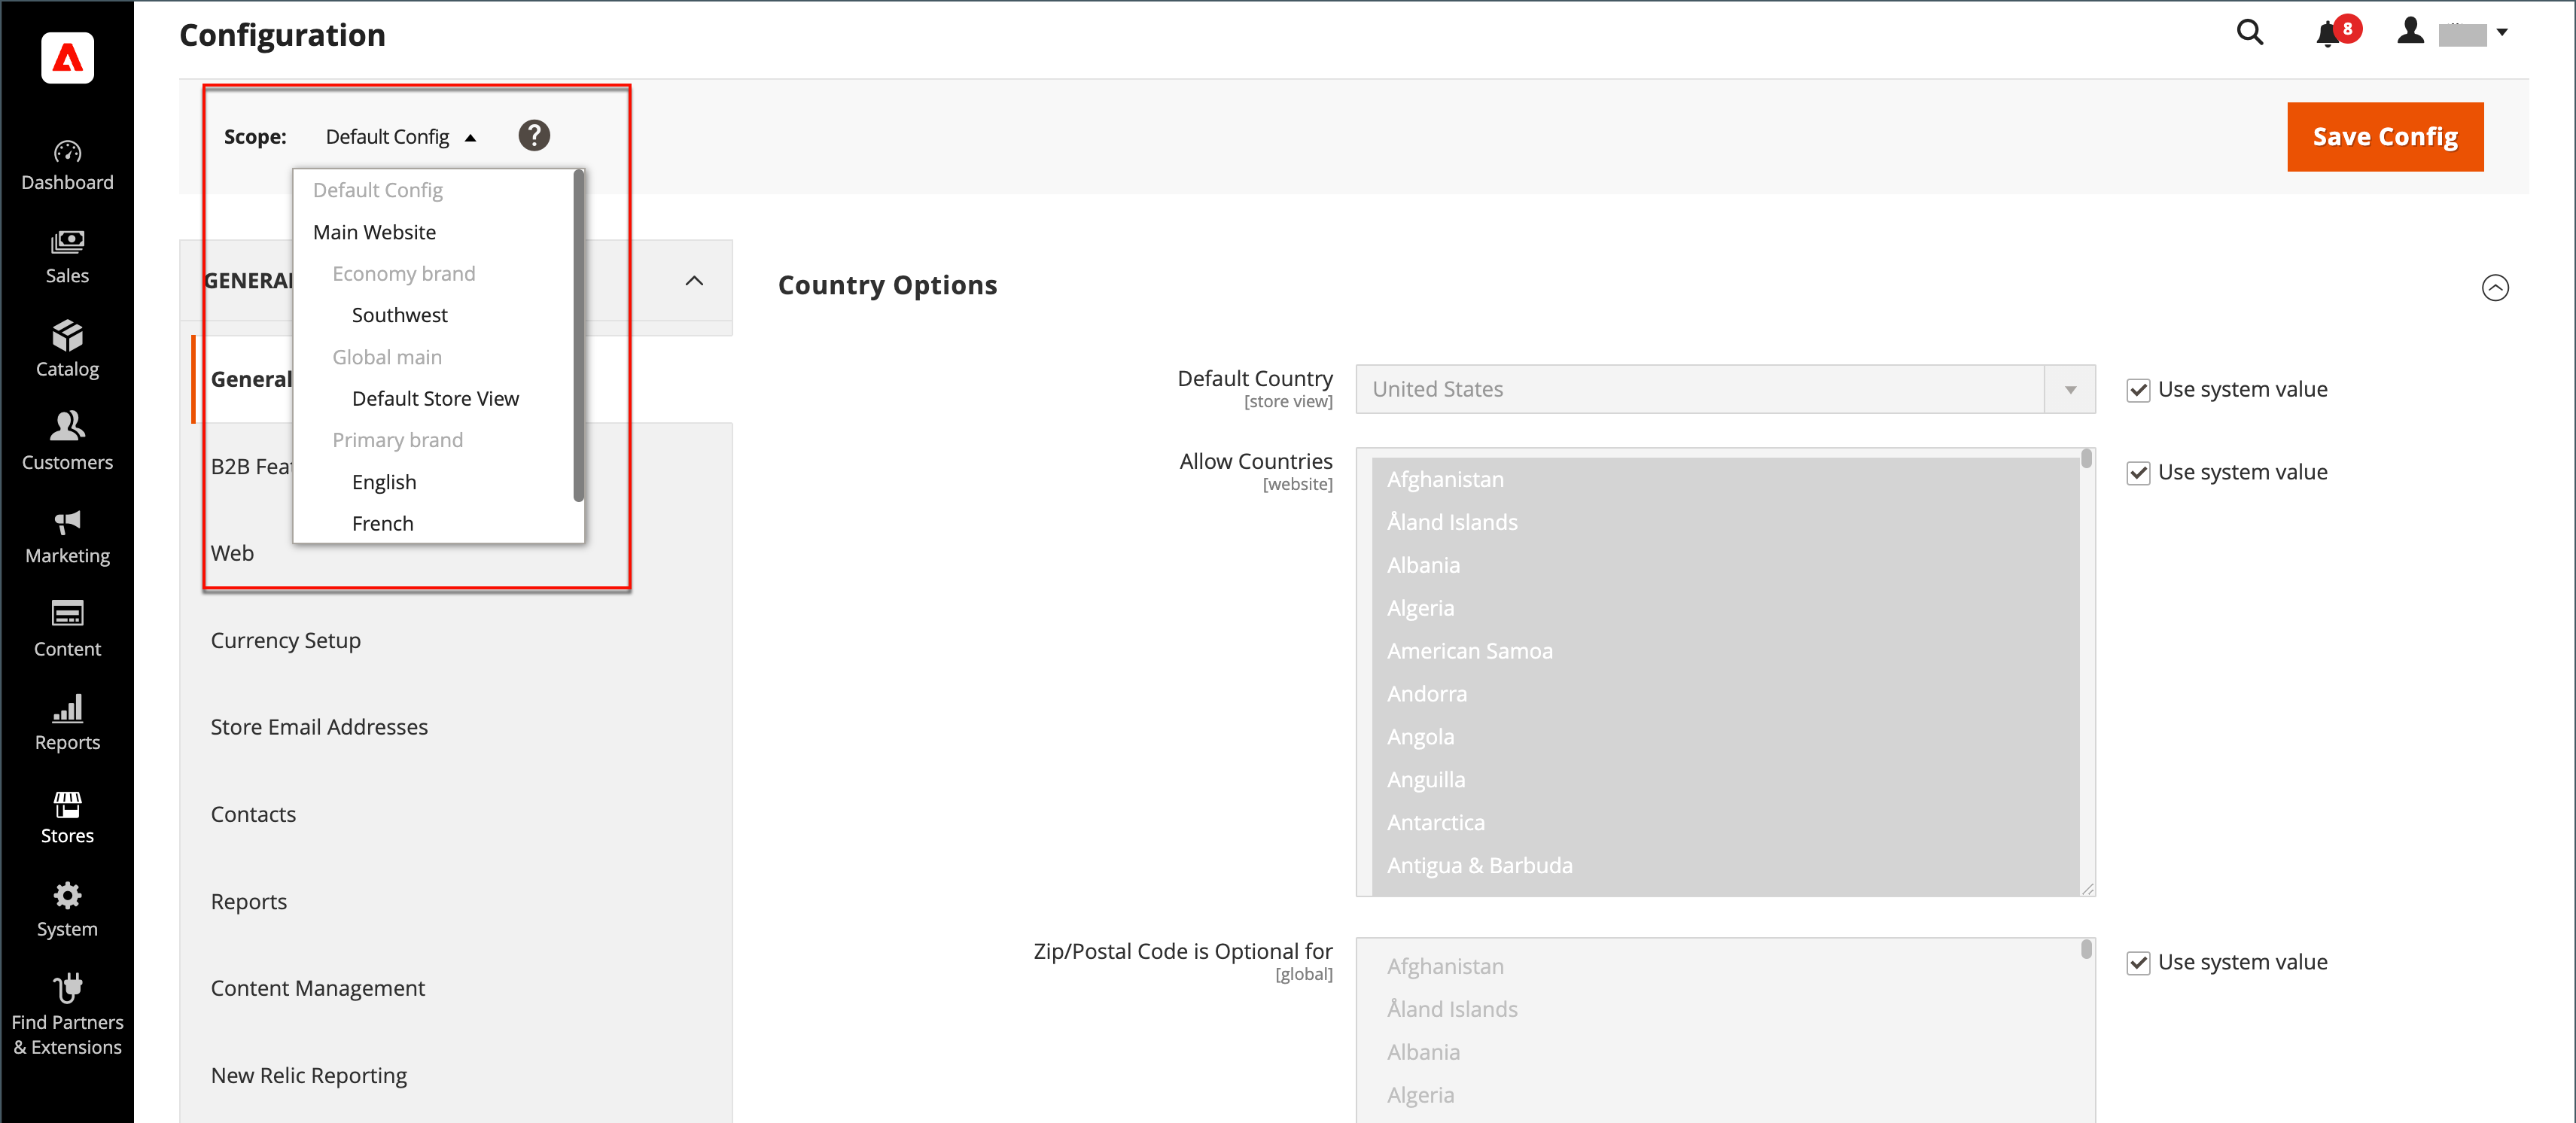 Configuration
8
Scope:
Default Config
?
Save Config
Default Config
Main Website
Economy brand
Southwest
Global main
Default Store View
Primary brand
English
French
Dashboard
Sales
Catalog
Customers
Marketing
Content
Reports
Stores
System
Find Partners
& Extensions
GENERAL
General
B2B Feat
Web
Currency Setup
Store Email Addresses
Contacts
Reports
Content Management
New Relic Reporting
Country Options
Default Country
[store view]
United States
Use system value
Allow Countries
[website]
Afghanistan
Åland Islands
Albania
Algeria
American Samoa
Andorra
Angola
Anguilla
Antarctica
Antigua & Barbuda
Use system value
Zip/Postal Code is Optional for
[global]
Afghanistan
Åland Islands
Albania
Algeria
Use system value